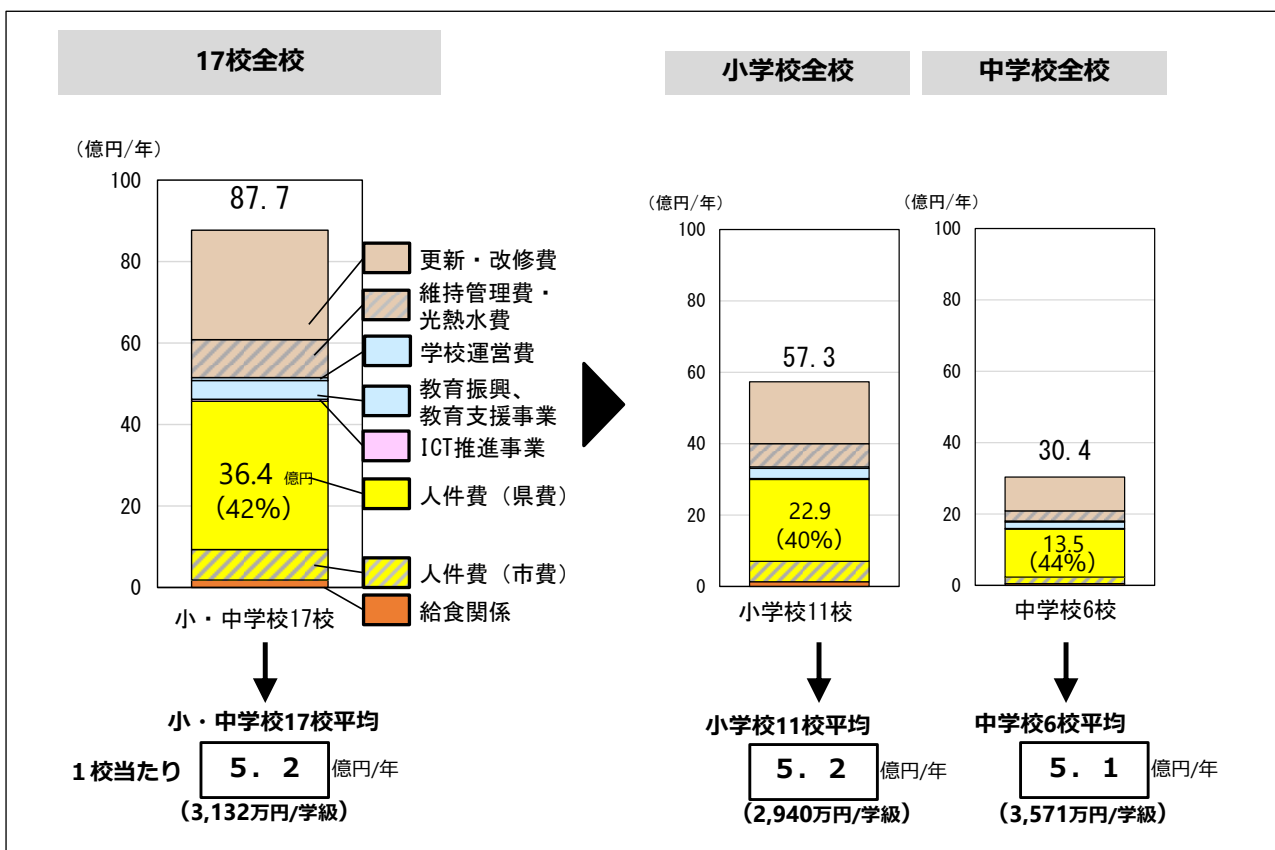 17校全校
小学校全校
中学校全校
(億円/年)
100
80
60
40
20
0
87.7
36.4 億円
(42%)
小・中学校17校
更新・改修費
維持管理費・
光熱水費
学校運営費
教育振興、
教育支援事業
ICT推進事業
人件費（県費）
人件費（市費）
給食関係
(億円/年)
100
80
60
40
20
0
57.3
22.9
(40%)
小学校11校
(億円/年)
100
80
60
40
20
0
30.4
13.5
(44%)
中学校6校
小・中学校17校平均
1校当たり 5.2 億円/年
(3,132万円/学級)
小学校11校平均
5.2 億円/年
(2,940万円/学級)
中学校6校平均
5.1 億円/年
(3,571万円/学級)